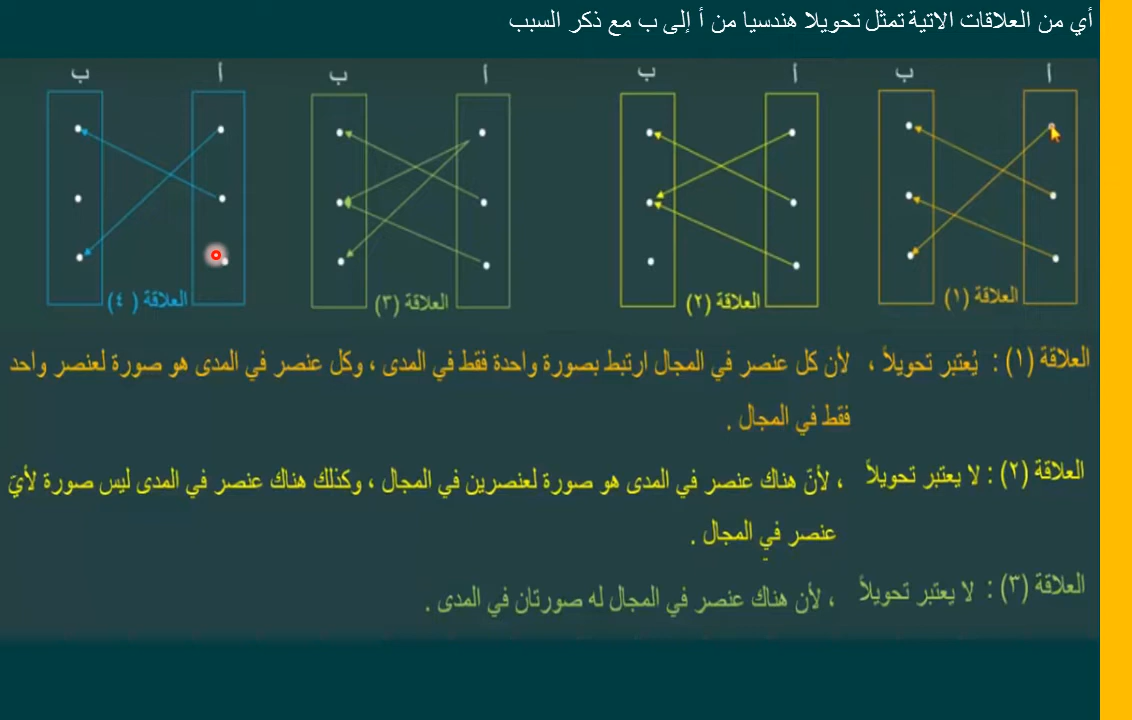 أي من العلاقات الاتية تمثل تحويلا هندسيا من أ إلى ب مع ذكر السبب
أ ب أ ب أ ب أ ب
العلاقة (١) العلاقة (٢) العلاقة (٣) العلاقة (٤)
العلاقة (١) : يُعتبر تحويلاً ، لأن كل عنصر في المجال ارتبط بصورة واحدة فقط في المدى ، وكل عنصر في المدى هو صورة لعنصر واحد
فقط في المجال .
العلاقة (٢) : لا يعتبر تحويلاً ، لأنّ هناك عنصر في المدى هو صورة لعنصرين في المجال ، وكذلك هناك عنصر في المدى ليس صورة لأيّ
عنصر في المجال .
العلاقة (٣) : لا يعتبر تحويلاً ، لأن هناك عنصر في المجال له صورتان في المدى .